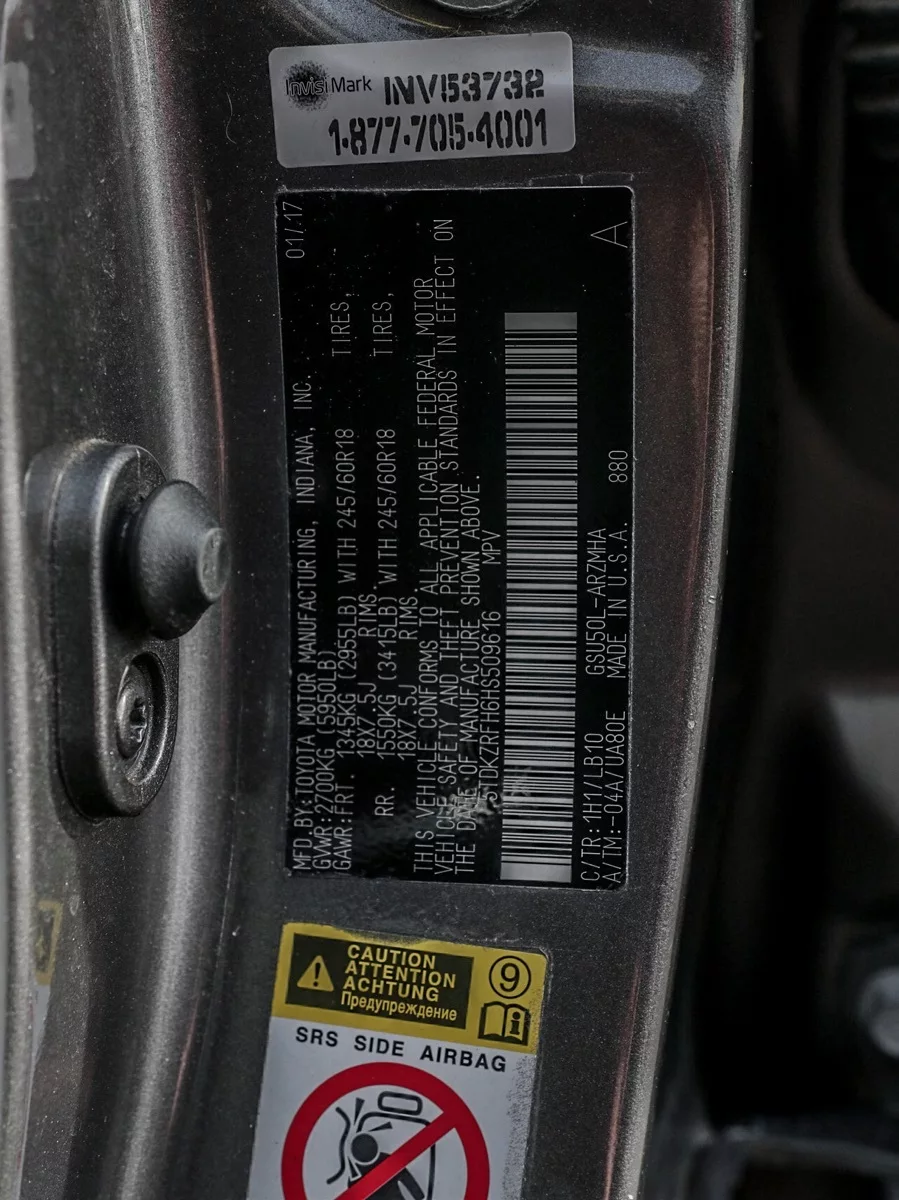 InvisiMark INV53732
1-877-705-4001
MFD.BY:TOYOTA MOTOR MANUFACTURING, INDIANA, INC. 01/17
GVWR:2700KG (5950LB)
GAWR:FRT. 1345KG (2955LB) WITH 245/60R18 TIRES,
18X7.5J RIMS
RR. 1550KG (3415LB) WITH 245/60R18 TIRES,
18X7.5J RIMS
THIS VEHICLE CONFORMS TO ALL APPLICABLE FEDERAL MOTOR
VEHICLE SAFETY AND THEFT PREVENTION STANDARDS IN EFFECT ON
THE DATE OF MANUFACTURE SHOWN ABOVE.
5TDKZRFH6HS509616 MPV
C/TR:1H1/LB10 GSU50L-ARZMHA
A/TM:-04A/UA80E MADE IN U.S.A. 880
A
CAUTION
ATTENTION
ACHTUNG
Предупреждение
9
i
SRS SIDE AIRBAG